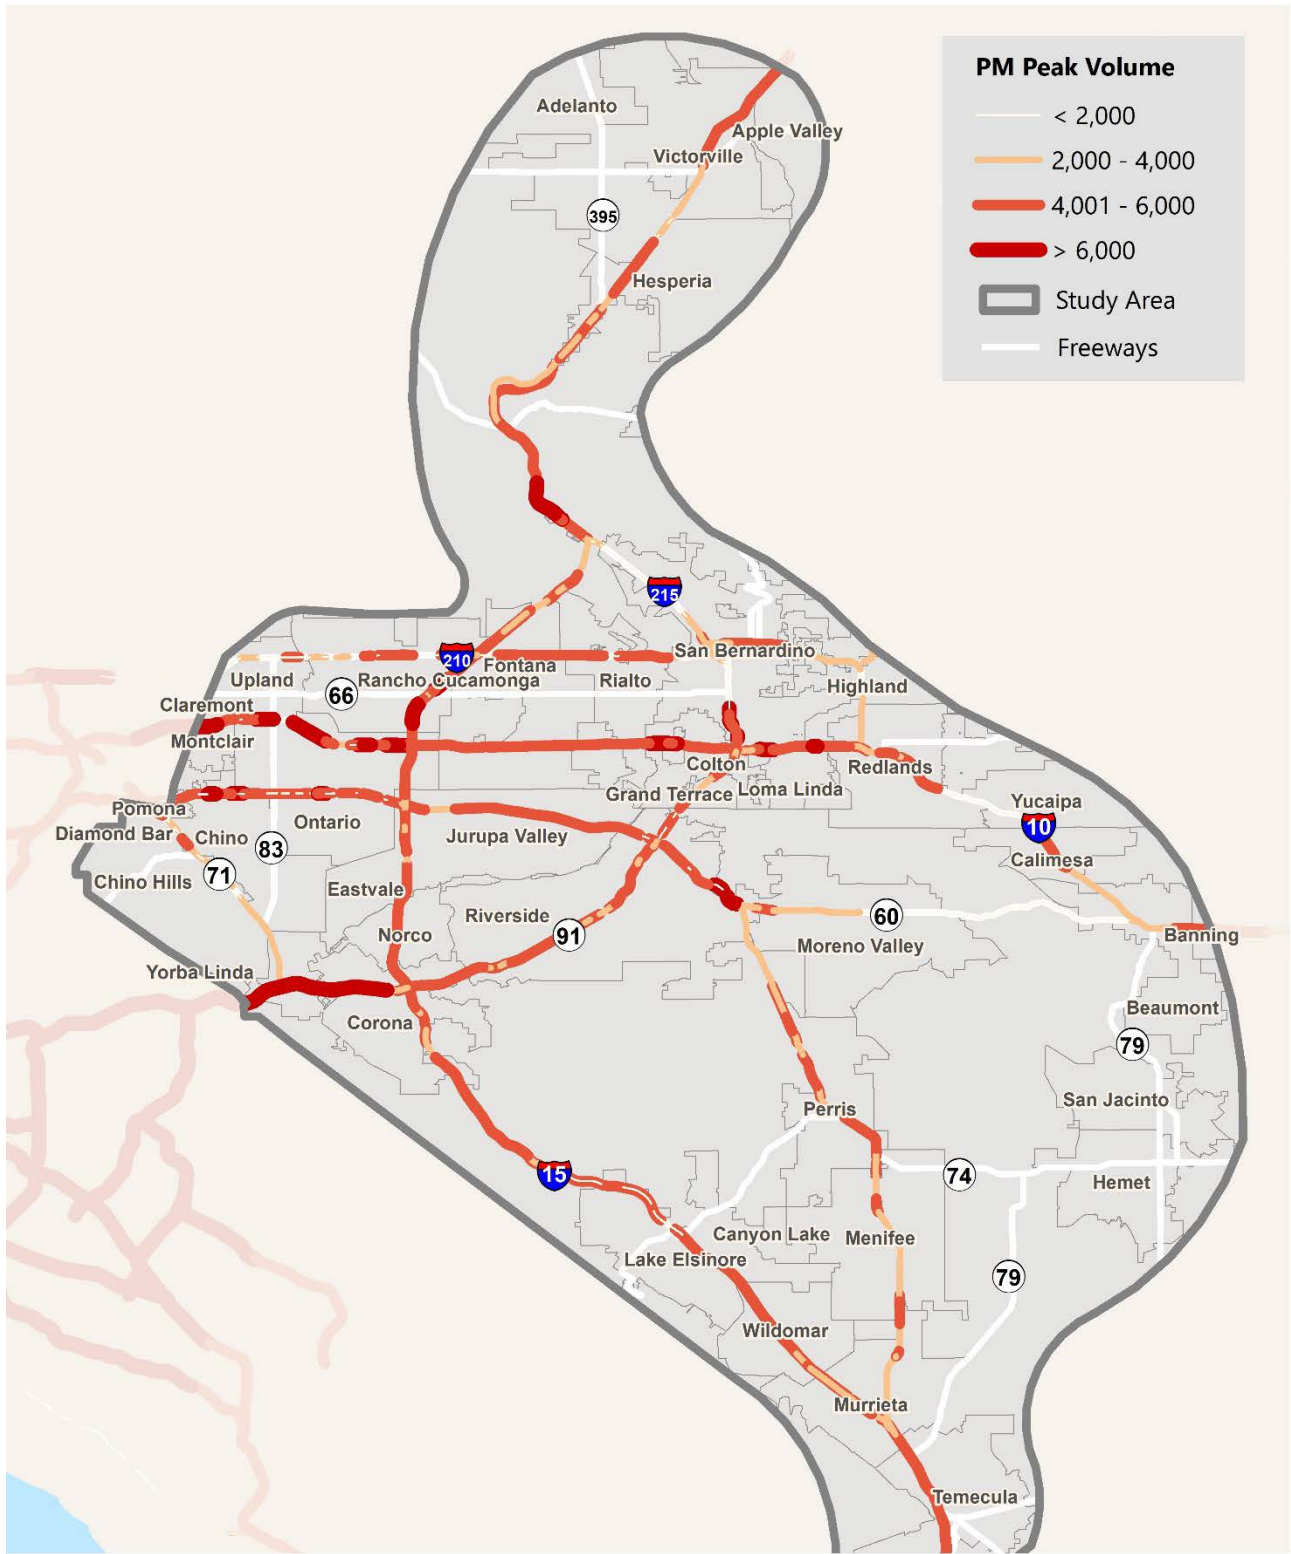 PM Peak Volume
< 2,000
2,000 - 4,000
4,001 - 6,000
> 6,000
Study Area
Freeways
Adelanto
Apple Valley
Victorville
395
Hesperia
215
San Bernardino
210
Fontana
Upland
Rancho Cucamonga
Rialto
66
Highland
Claremont
Montclair
Colton
Redlands
Loma Linda
Grand Terrace
Yucaipa
Pomona
Ontario
10
Diamond Bar
Chino
83
Jurupa Valley
Calimesa
71
Chino Hills
Eastvale
Riverside
60
Norco
91
Moreno Valley
Banning
Yorba Linda
Beaumont
Corona
79
San Jacinto
Perris
15
74
Hemet
Canyon Lake
Menifee
Lake Elsinore
79
Wildomar
Murrieta
Temecula